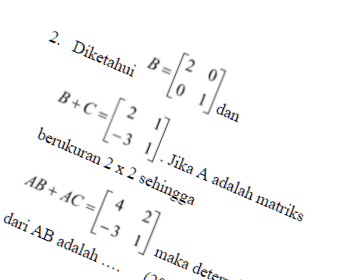 2. Diketahui B = [2 0; 0 1] dan
B + C = [2 1; -3 1]. Jika A adalah matriks
berukuran 2 x 2 sehingga
AB + AC = [4 2; -3 1] maka
dari AB adalah ....